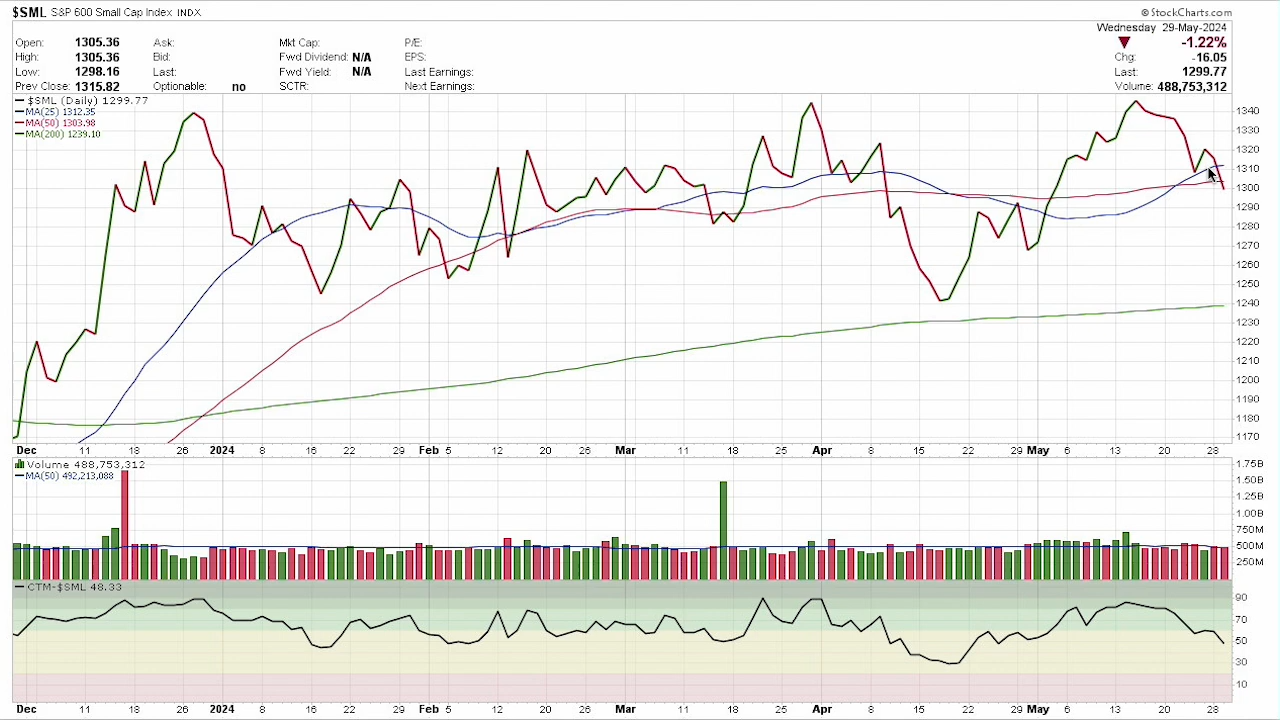 $SML S&P 600 Small Cap Index INDX
© StockCharts.com
Wednesday 29-May-2024
Open: 1305.36 Ask: Mkt Cap: P/E: -1.22%
High: 1305.36 Bid: Fwd Dividend: N/A EPS: Chg: -16.05
Low: 1298.16 Last: Fwd Yield: N/A Last Earnings: Last: 1299.77
Prev Close: 1315.82 Optionable: no SCTR: Next Earnings: Volume: 488,753,312
$SML (Daily) 1299.77
MA(25) 1312.35
MA(50) 1303.98
MA(200) 1239.10
1340
1330
1320
1310
1300
1290
1280
1270
1260
1250
1240
1230
1220
1210
1200
1190
1180
1170
Dec 11 18 26 2024 8 16 22 29 Feb 5 12 20 26 Mar 11 18 25 Apr 8 15 22 29 May 6 13 20 28
Volume 488,753,312
MA(50) 492,213,088
1.75B
1.50B
1.25B
1.00B
750M
500M
250M
CTM-$SML 48.33
90
70
50
30
10
Dec 11 18 26 2024 8 16 22 29 Feb 5 12 20 26 Mar 11 18 25 Apr 8 15 22 29 May 6 13 20 28